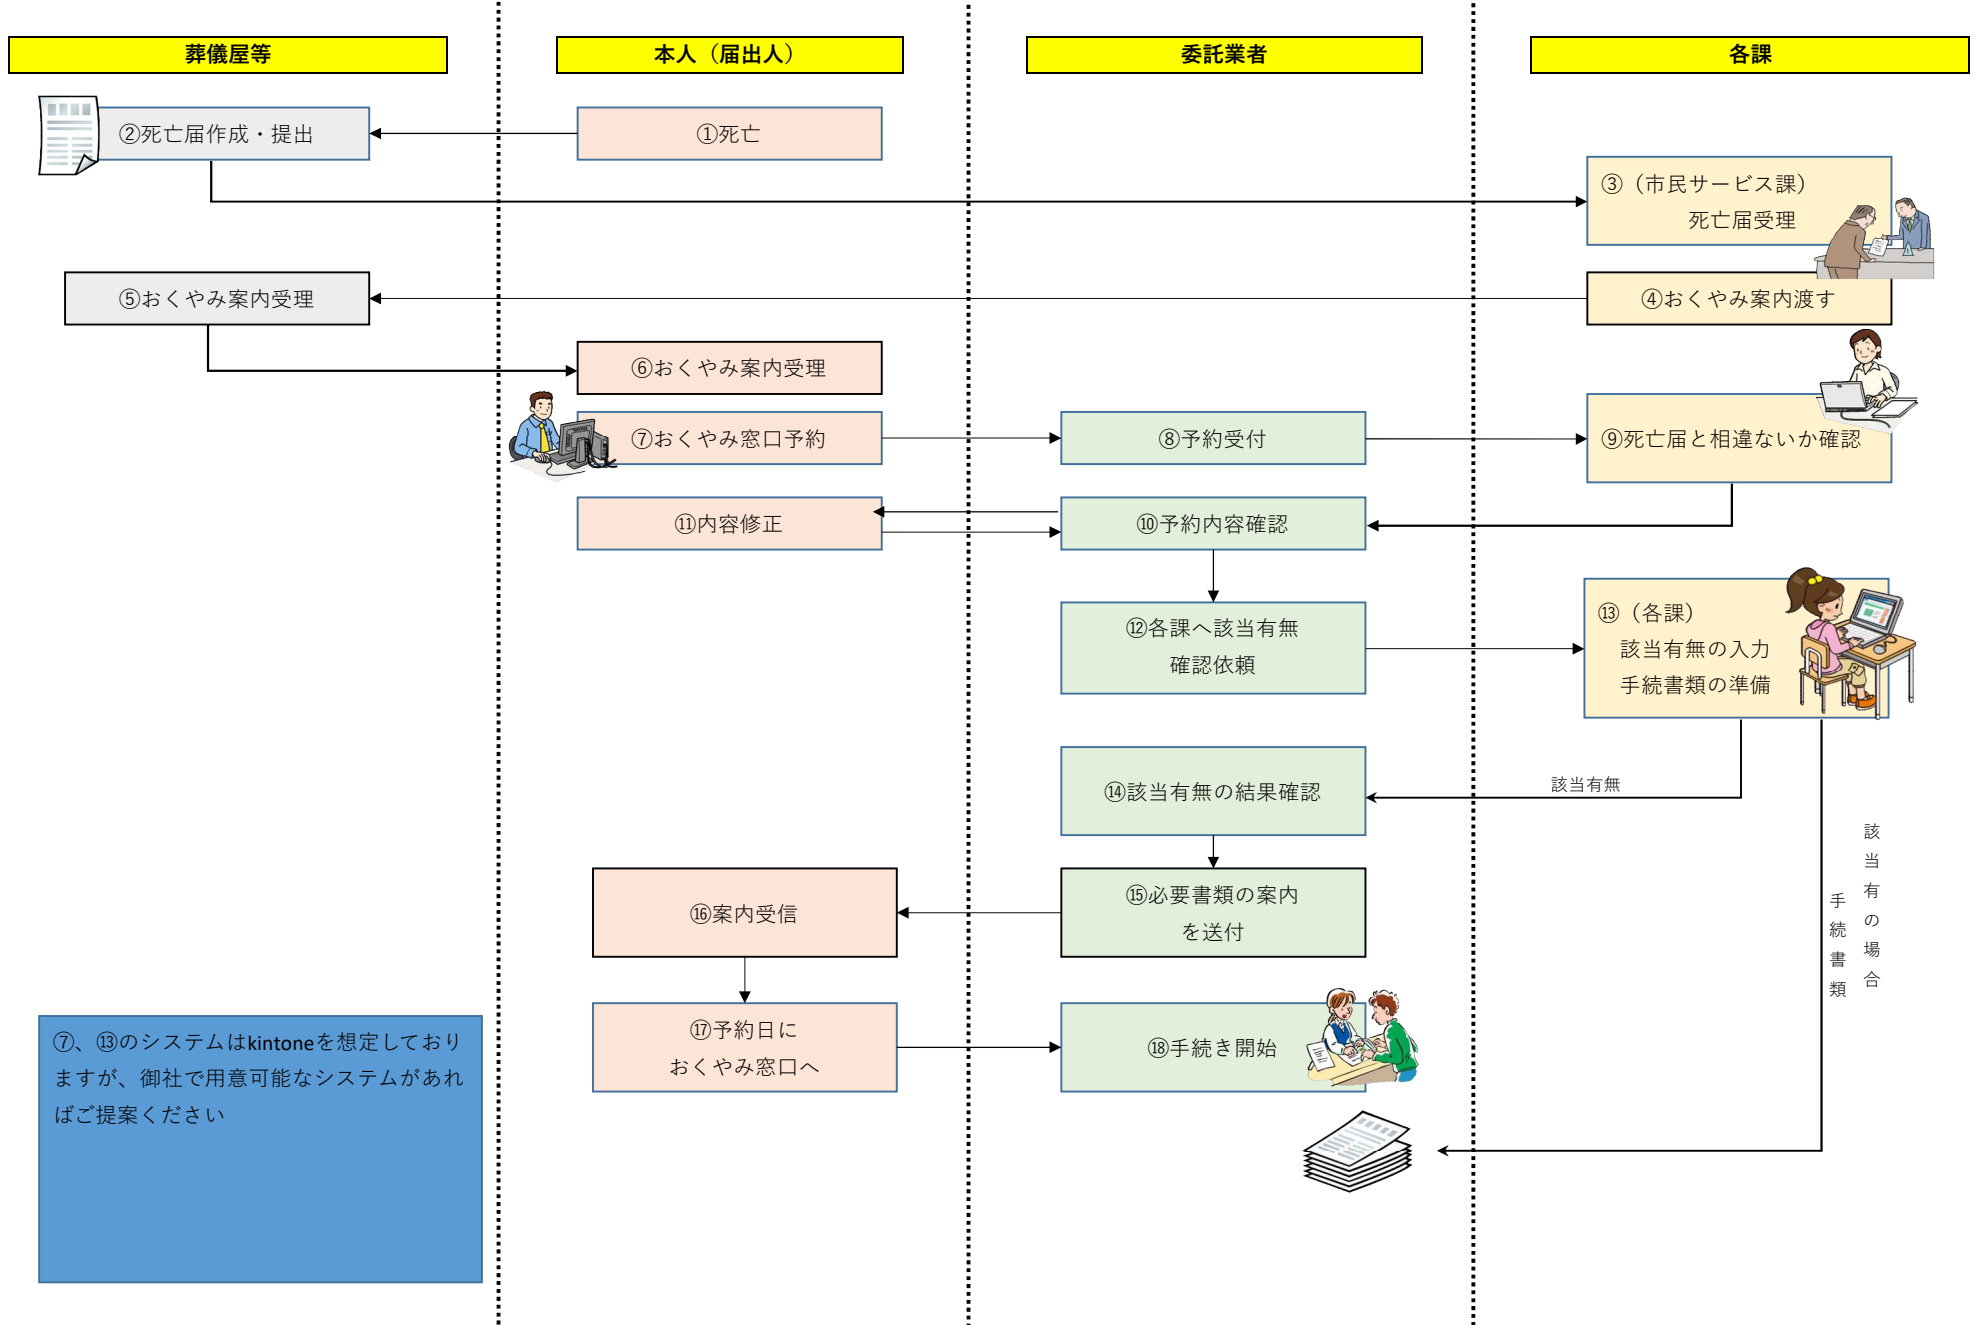 葬儀屋等
本人（届出人）
委託業者
各課
②死亡届作成・提出
①死亡
③（市民サービス課）
死亡届受理
⑤おくやみ案内受理
④おくやみ案内渡す
⑥おくやみ案内受理
⑦おくやみ窓口予約
⑧予約受付
⑨死亡届と相違ないか確認
⑪内容修正
⑩予約内容確認
⑫各課へ該当有無
確認依頼
⑬（各課）
該当有無の入力
手続書類の準備
⑭該当有無の結果確認
該当有無
該当有の場合
手続書類
⑮必要書類の案内
を送付
⑯案内受信
⑰予約日に
おくやみ窓口へ
⑱手続き開始
⑦、⑬のシステムはkintoneを想定しており
ますが、御社で用意可能なシステムがあれ
ばご提案ください